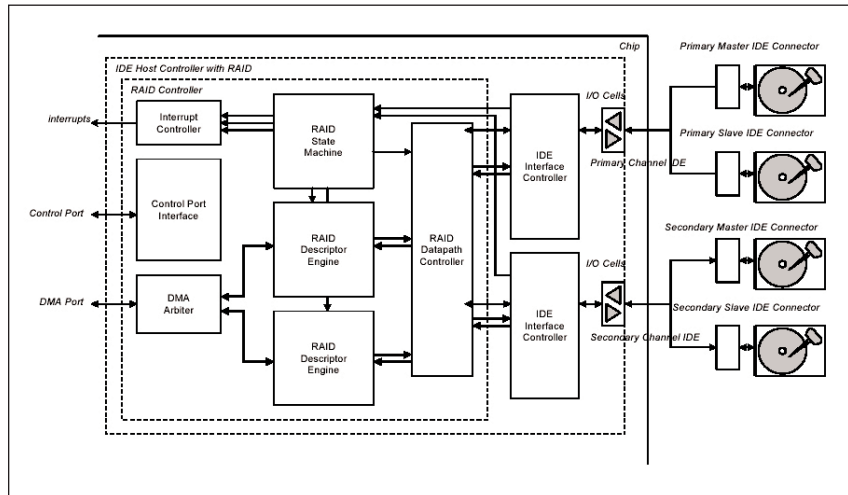 Chip
Primary Master IDE Connector
IDE Host Controller with RAID
RAID Controller
I/O Cells
interrupts
Interrupt
Controller
RAID
State
Machine
Primary Slave IDE Connector
IDE
Interface
Controller
Primary Channel IDE
Control Port
Control Port
Interface
RAID
Descriptor
Engine
RAID
Datapath
Controller
Secondary Master IDE Connector
I/O Cells
DMA Port
DMA
Arbiter
IDE
Interface
Controller
Secondary Slave IDE Connector
Secondary Channel IDE
RAID
Descriptor
Engine